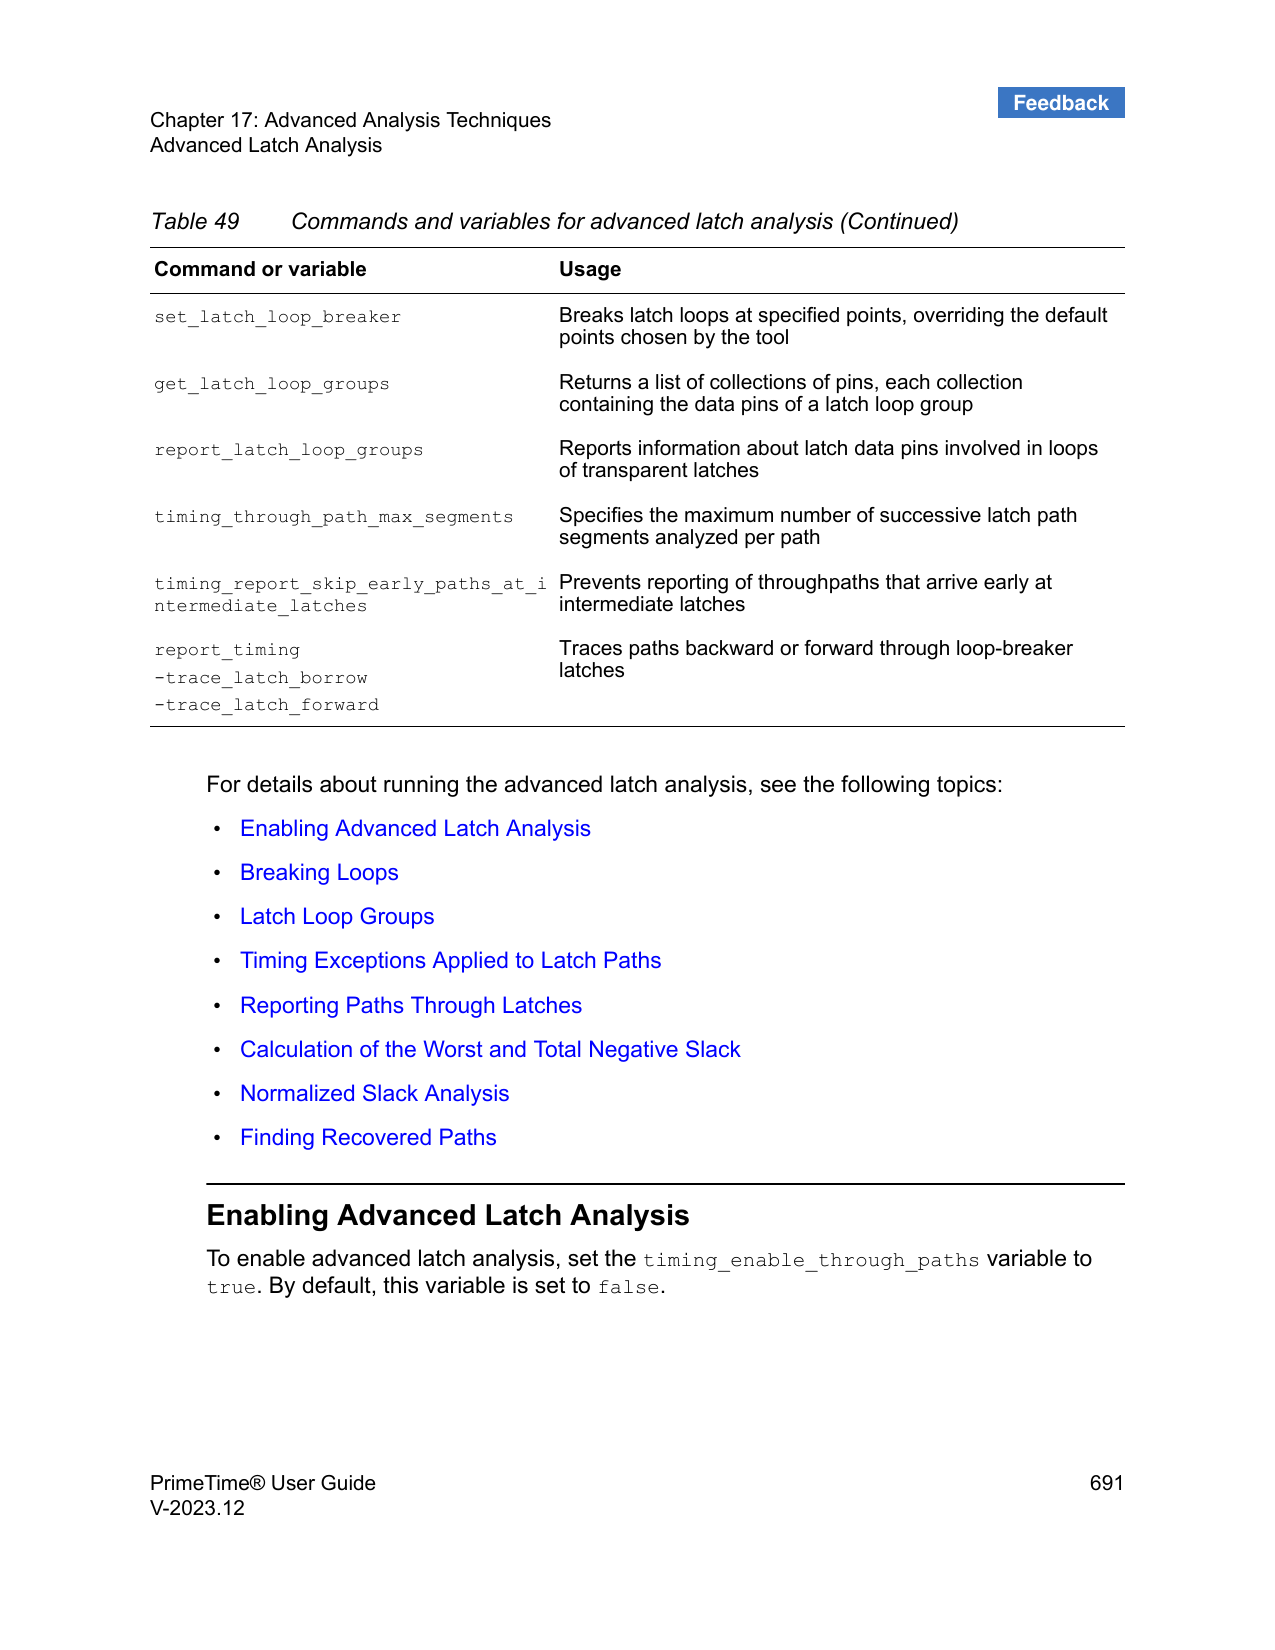 Feedback
Chapter 17: Advanced Analysis Techniques
Advanced Latch Analysis
Table 49 Commands and variables for advanced latch analysis (Continued)
Command or variable Usage
set_latch_loop_breaker Breaks latch loops at specified points, overriding the default
points chosen by the tool
get_latch_loop_groups Returns a list of collections of pins, each collection
containing the data pins of a latch loop group
report_latch_loop_groups Reports information about latch data pins involved in loops
of transparent latches
timing_through_path_max_segments Specifies the maximum number of successive latch path
segments analyzed per path
timing_report_skip_early_paths_at_i Prevents reporting of throughpaths that arrive early at
ntermediate_latches intermediate latches
report_timing Traces paths backward or forward through loop-breaker
-trace_latch_borrow latches
-trace_latch_forward
For details about running the advanced latch analysis, see the following topics:
• Enabling Advanced Latch Analysis
• Breaking Loops
• Latch Loop Groups
• Timing Exceptions Applied to Latch Paths
• Reporting Paths Through Latches
• Calculation of the Worst and Total Negative Slack
• Normalized Slack Analysis
• Finding Recovered Paths
Enabling Advanced Latch Analysis
To enable advanced latch analysis, set the timing_enable_through_paths variable to
true. By default, this variable is set to false.
PrimeTime® User Guide 691
V-2023.12